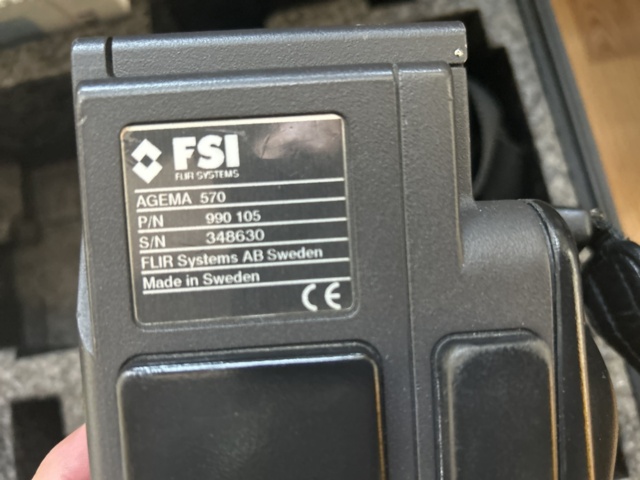 FSI
FLIR SYSTEMS
AGEMA 570
P/N 990 105
S/N 348630
FLIR Systems AB Sweden
Made in Sweden
CE